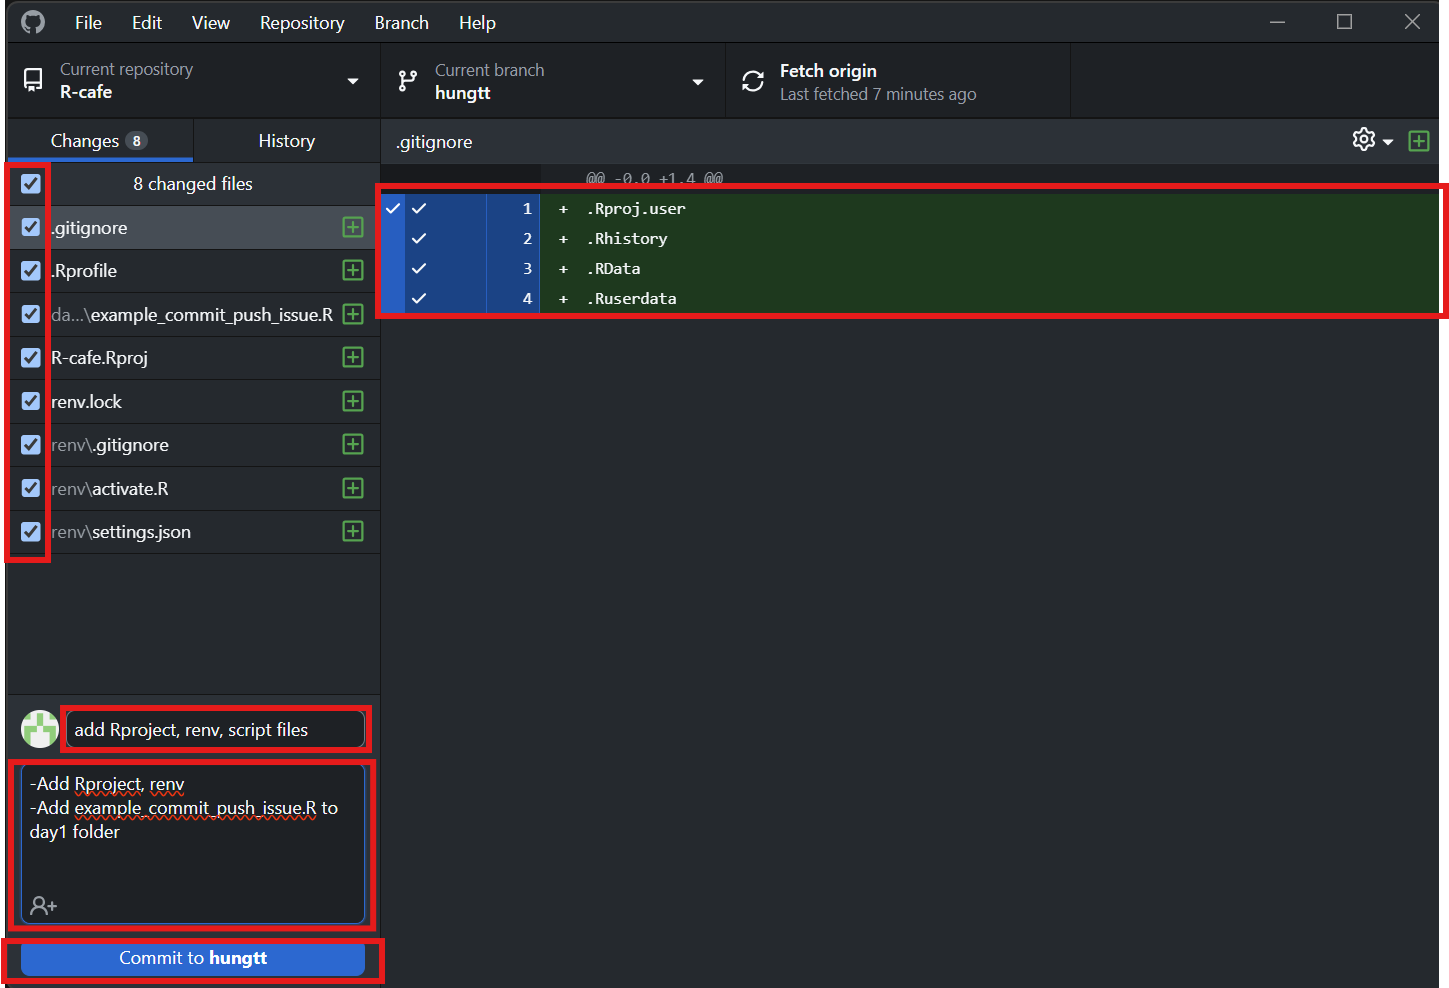 File Edit View Repository Branch Help
Current repository
R-cafe
Current branch
hungtt
Fetch origin
Last fetched 7 minutes ago
Changes 8
History
8 changed files
.gitignore
.Rprofile
da...\example_commit_push_issue.R
R-cafe.Rproj
renv.lock
renv\.gitignore
renv\activate.R
renv\settings.json
add Rproject, renv, script files
-Add Rproject, renv
-Add example_commit_push_issue.R to
day1 folder
Commit to hungtt
.gitignore
@@ -0,0 +1,4 @@
1 + .Rproj.user
2 + .Rhistory
3 + .RData
4 + .Ruserdata